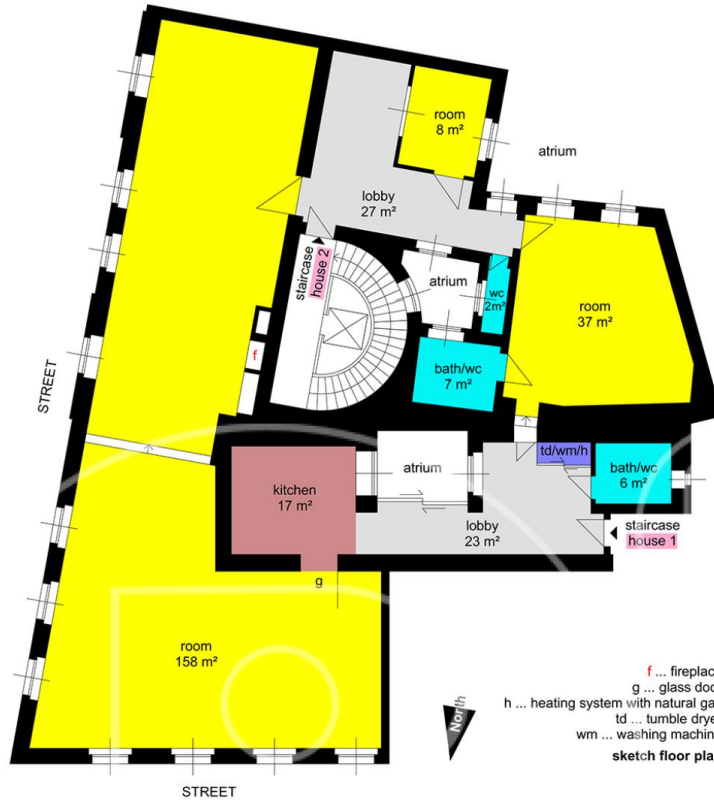 room
8 m²
atrium
lobby
27 m²
staircase
house 2
atrium
wc
2m²
room
37 m²
f
bath/wc
7 m²
STREET
td/wm/h
kitchen
17 m²
atrium
bath/wc
6 m²
lobby
23 m²
staircase
house 1
g
room
158 m²
North
f ... fireplac
g ... glass doo
h ... heating system with natural ga
td ... tumble drye
wm ... washing machin
sketch floor pla
STREET